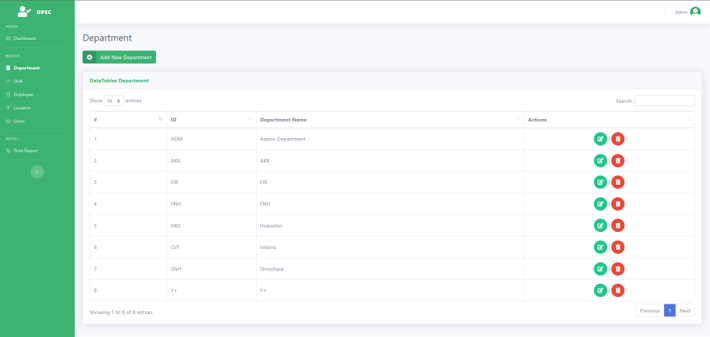 OPEC
Admin
ADMIN
Dashboard
MASTER
Department
Shift
Employee
Location
Users
REPORT
Print Report
Department
Add New Department
DataTables Department
Show 10 entries
Search:
# ID Department Name Actions
1 ADM Admin Department
2 AKK AKK
3 FJK FJK
4 FNH FNH
5 HKS Hokoshin
6 OJT Interns
7 SNH Shinohare
8 Y+ Y+
Showing 1 to 8 of 8 entries
Previous 1 Next